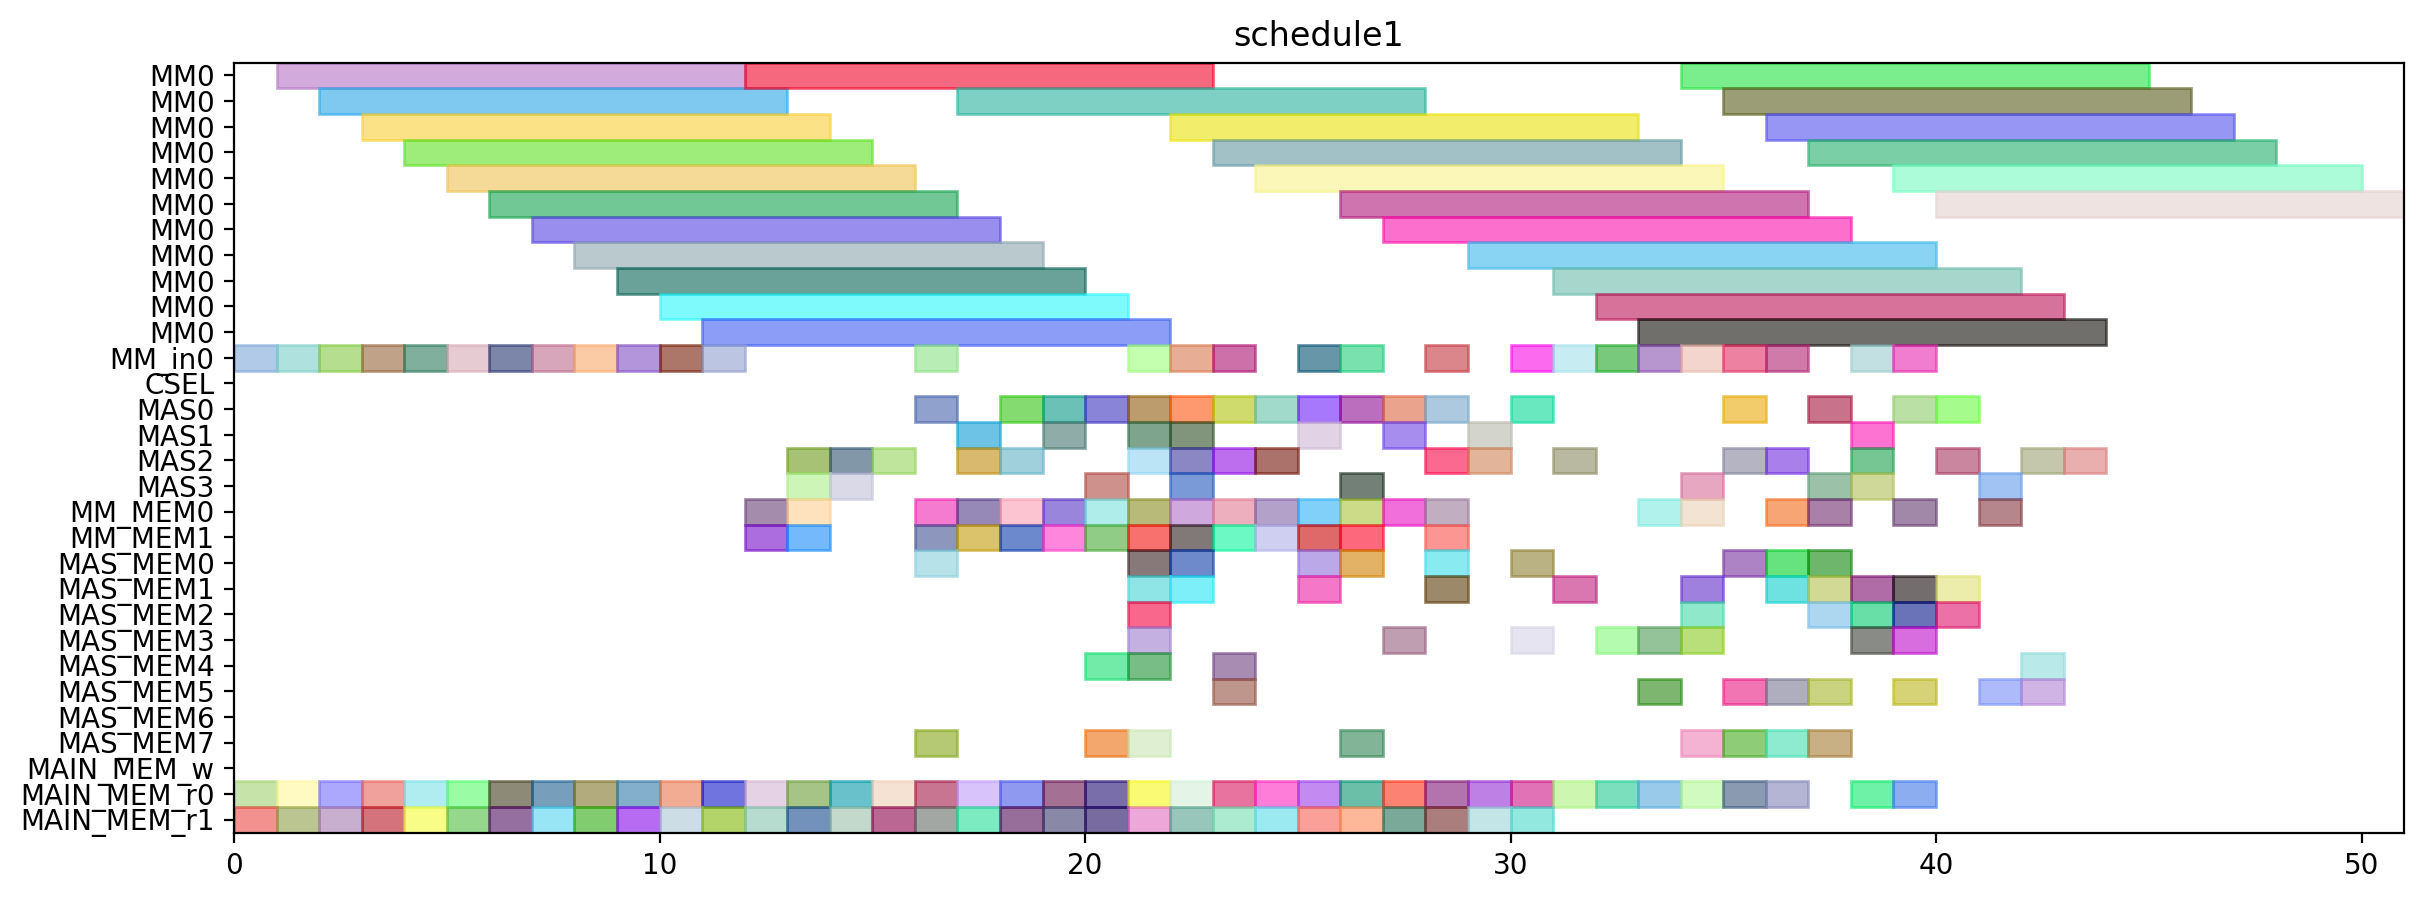 schedule1
MM0
MM0
MM0
MM0
MM0
MM0
MM0
MM0
MM0
MM0
MM0
MM_in0
CSEL
MAS0
MAS1
MAS2
MAS3
MM_MEM0
MM_MEM1
MAS_MEM0
MAS_MEM1
MAS_MEM2
MAS_MEM3
MAS_MEM4
MAS_MEM5
MAS_MEM6
MAS_MEM7
MAIN_MEM_w
MAIN_MEM_r0
MAIN_MEM_r1
0 10 20 30 40 50